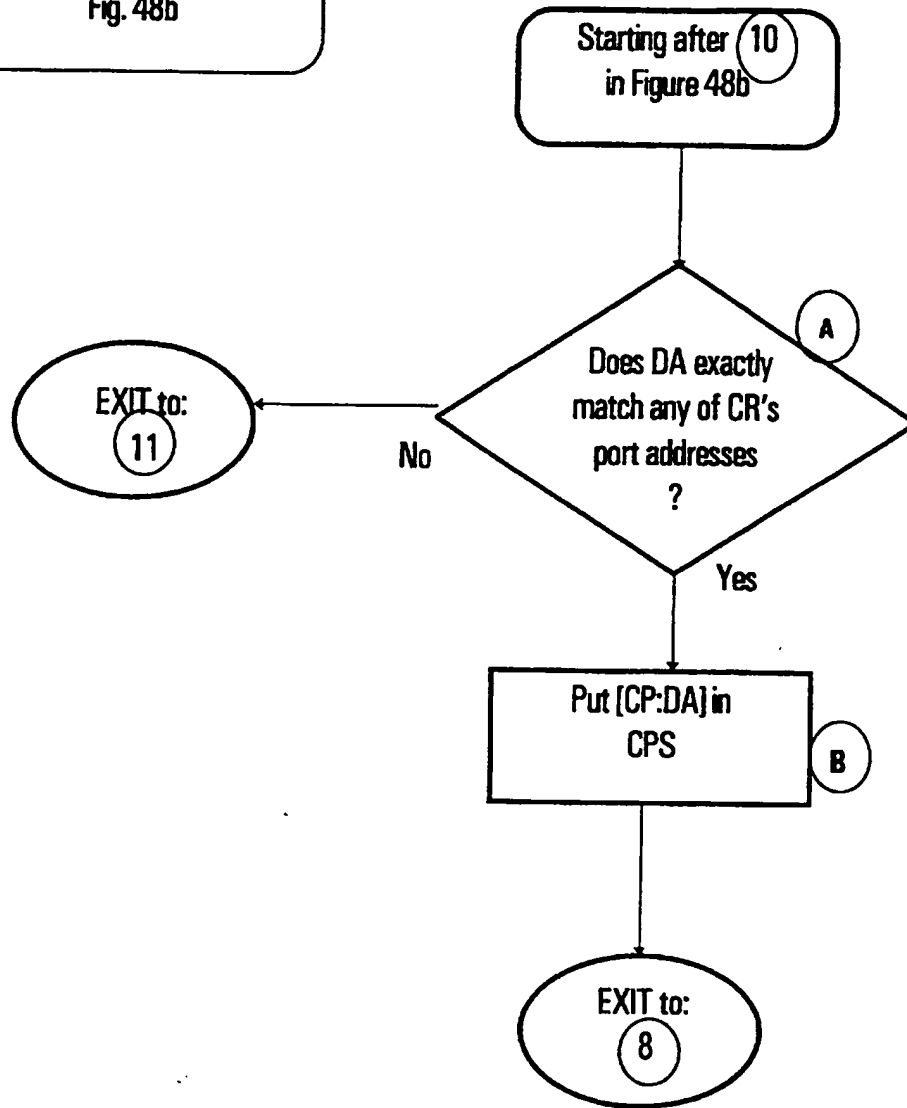 Fig. 48b
Starting after 10
in Figure 48b
A
Does DA exactly
match any of CR's
port addresses
?
EXIT to:
11
No
Yes
Put [CP:DA] in
CPS
B
EXIT to:
8